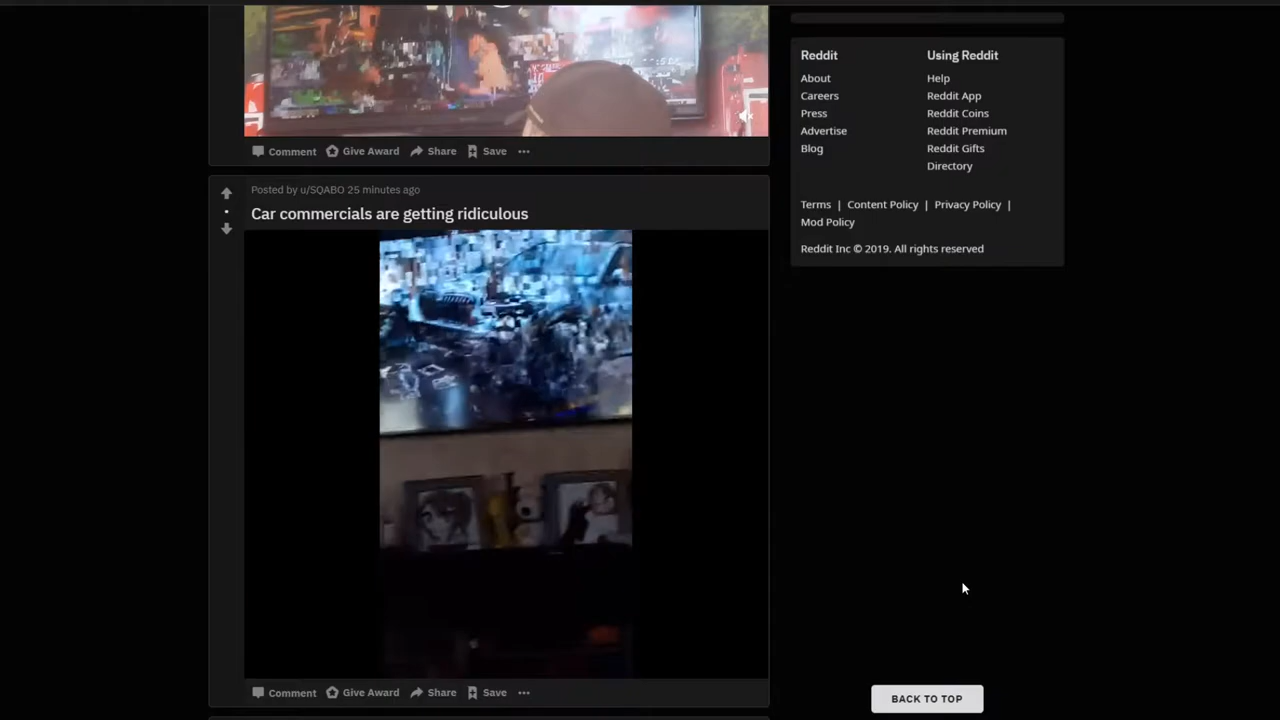 Comment Give Award Share Save
Posted by u/SQABO 25 minutes ago
Car commercials are getting ridiculous
Comment Give Award Share Save
Reddit
About
Careers
Press
Advertise
Blog
Using Reddit
Help
Reddit App
Reddit Coins
Reddit Premium
Reddit Gifts
Directory
Terms | Content Policy | Privacy Policy |
Mod Policy
Reddit Inc © 2019. All rights reserved
BACK TO TOP